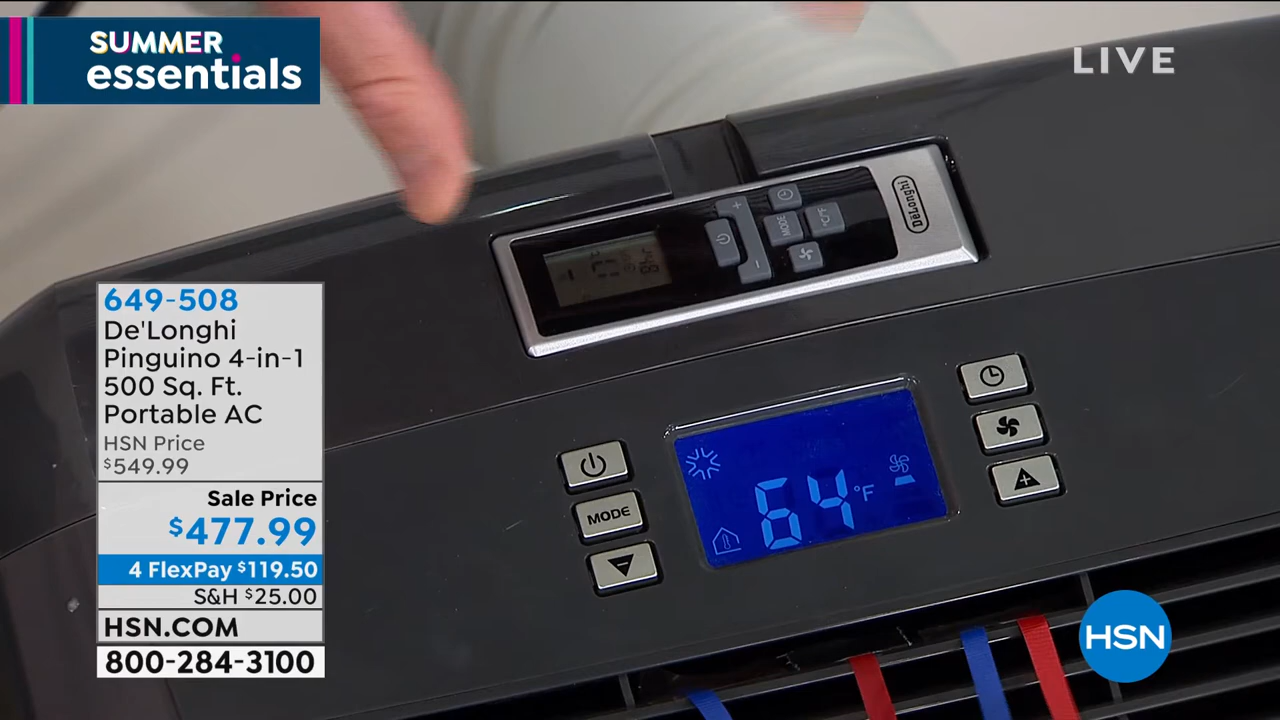 SUMMER
essentials
LIVE
649-508
De'Longhi
Pinguino 4-in-1
500 Sq. Ft.
Portable AC
HSN Price
$549.99
Sale Price
$477.99
4 FlexPay $119.50
S&H $25.00
HSN.COM
800-284-3100
DeLonghi
MODE
°C/°F
+
-
MODE
64°F
HSN